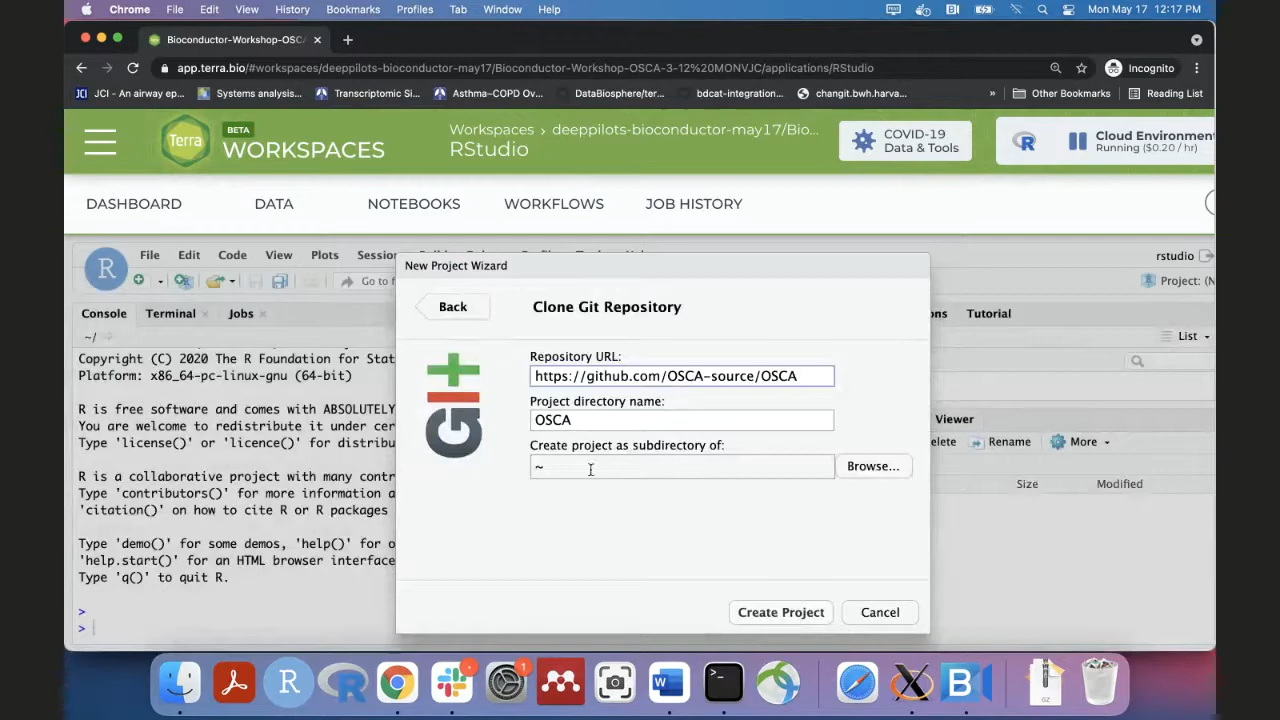 Chrome File Edit View History Bookmarks Profiles Tab Window Help Mon May 17 12:17 PM
Bioconductor-Workshop-OSCA
app.terra.bio/#workspaces/deeppilots-bioconductor-may17/Bioconductor-Workshop-OSCA-3-12%20MONVJC/applications/RStudio Incognito
JCI - An airway ep... Systems analysis... Transcriptomic Si... Asthma–COPD Ov... DataBiosphere/ter... bdcat-integration... changit.bwh.harva... » Other Bookmarks Reading List
Terra BETA WORKSPACES
Workspaces › deeppilots-bioconductor-may17/Bio...
RStudio
COVID-19
Data & Tools
Cloud Environment
Running ($0.20 / hr)
DASHBOARD DATA NOTEBOOKS WORKFLOWS JOB HISTORY
R File Edit Code View Plots Sessio rstudio
Go to f Project: (N
Console Terminal Jobs ons Tutorial
~/ List
Copyright (C) 2020 The R Foundation for Stat
Platform: x86_64-pc-linux-gnu (64-bit)
R is free software and comes with ABSOLUTELY
You are welcome to redistribute it under cer
Type 'license()' or 'licence()' for distribu
R is a collaborative project with many contr
Type 'contributors()' for more information a
'citation()' on how to cite R or R packages
Type 'demo()' for some demos, 'help()' for o
'help.start()' for an HTML browser interface
Type 'q()' to quit R.
>
>
Viewer
elete Rename More
Size Modified
New Project Wizard
Back
Clone Git Repository
GIT
Repository URL:
https://github.com/OSCA-source/OSCA
Project directory name:
OSCA
Create project as subdirectory of:
~
Browse...
Create Project Cancel
R R 1 W >_ X B GZ